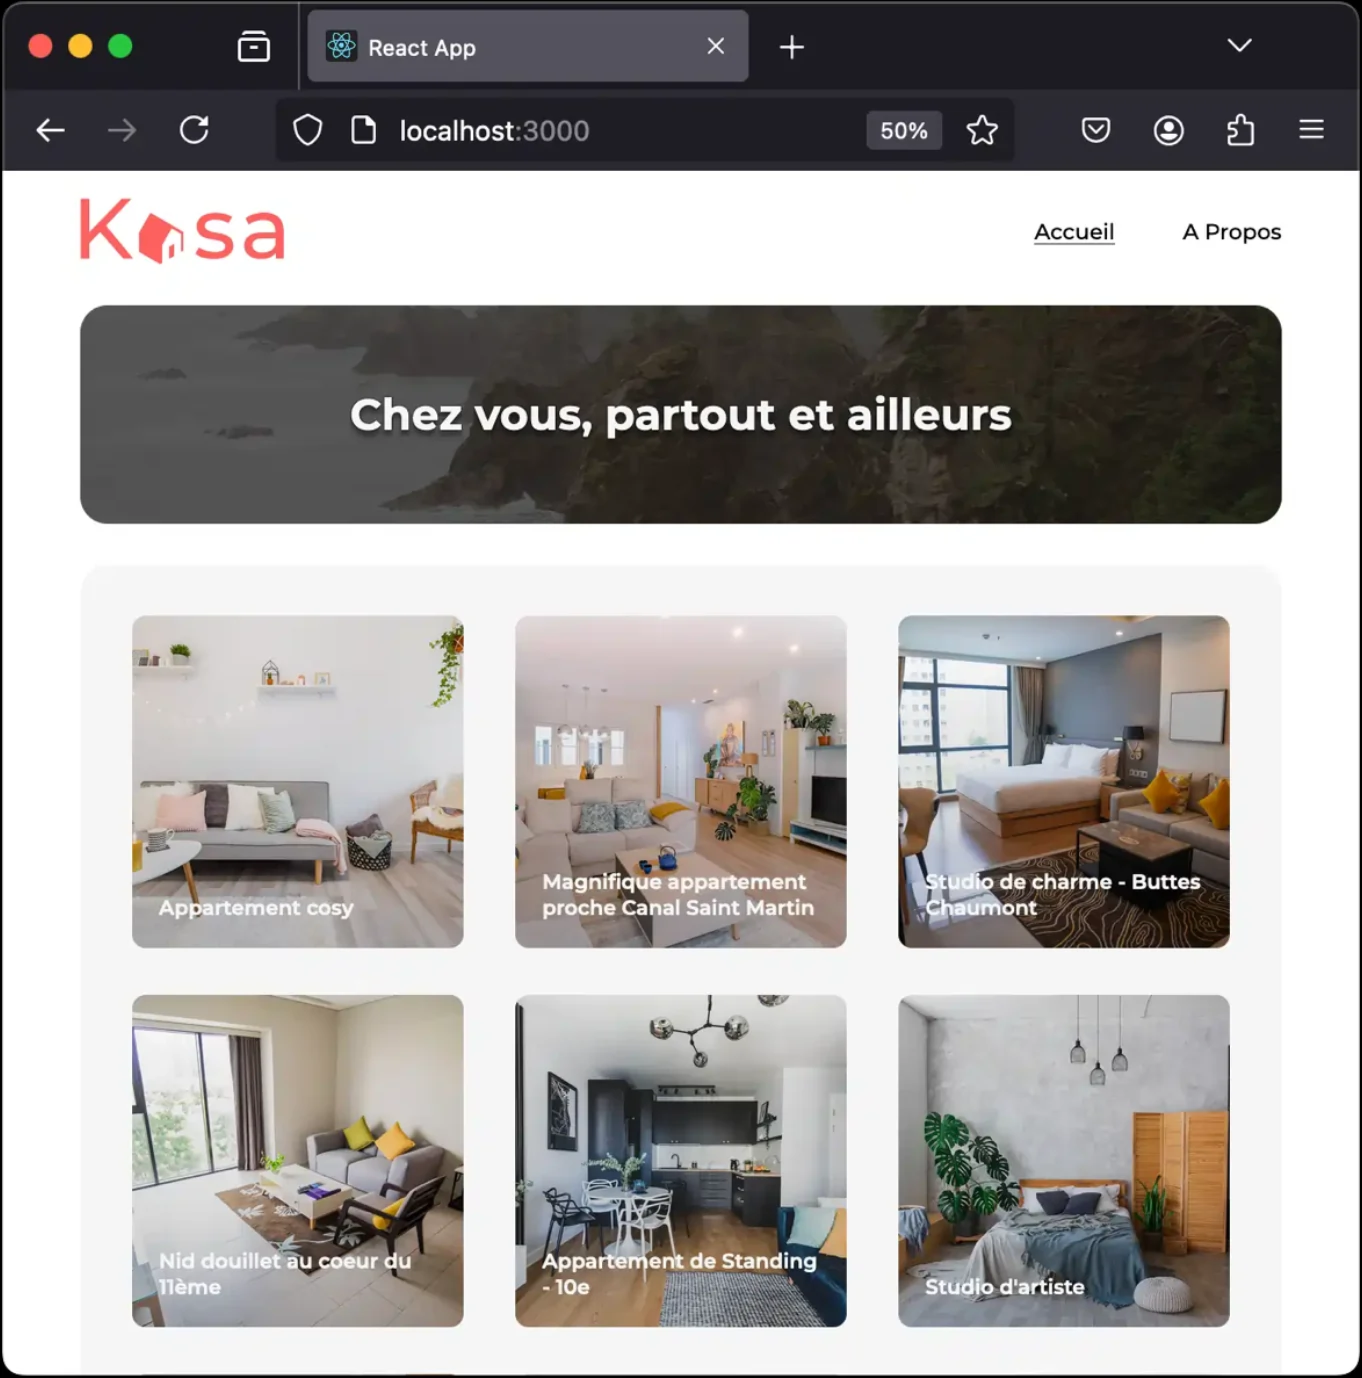 React App
localhost:3000
50%
Kasa
Accueil
A Propos
Chez vous, partout et ailleurs
Appartement cosy
Magnifique appartement
proche Canal Saint Martin
Studio de charme - Buttes
Chaumont
Nid douillet au coeur du
11ème
Appartement de Standing
- 10e
Studio d'artiste